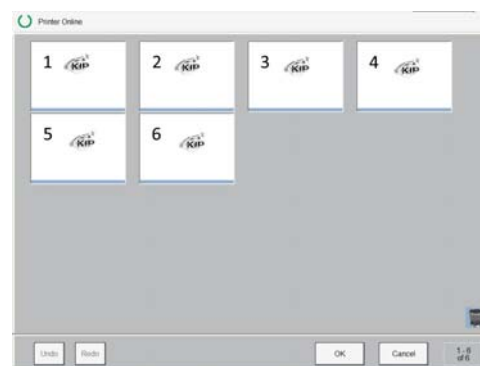 Printer Online
1 KIP
2 KIP
3 KIP
4 KIP
5 KIP
6 KIP
Undo
Redo
OK
Cancel
1-6
of 6